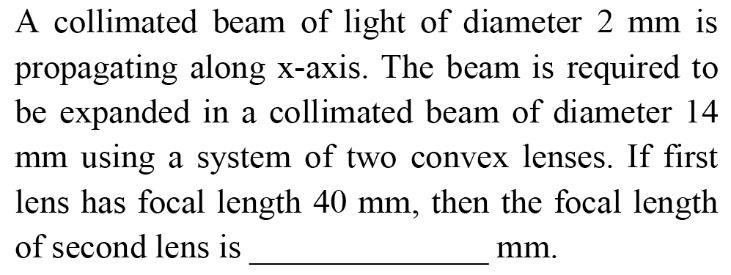 A collimated beam of light of diameter 2 mm is
propagating along x-axis. The beam is required to
be expanded in a collimated beam of diameter 14
mm using a system of two convex lenses. If first
lens has focal length 40 mm, then the focal length
of second lens is ______________ mm.